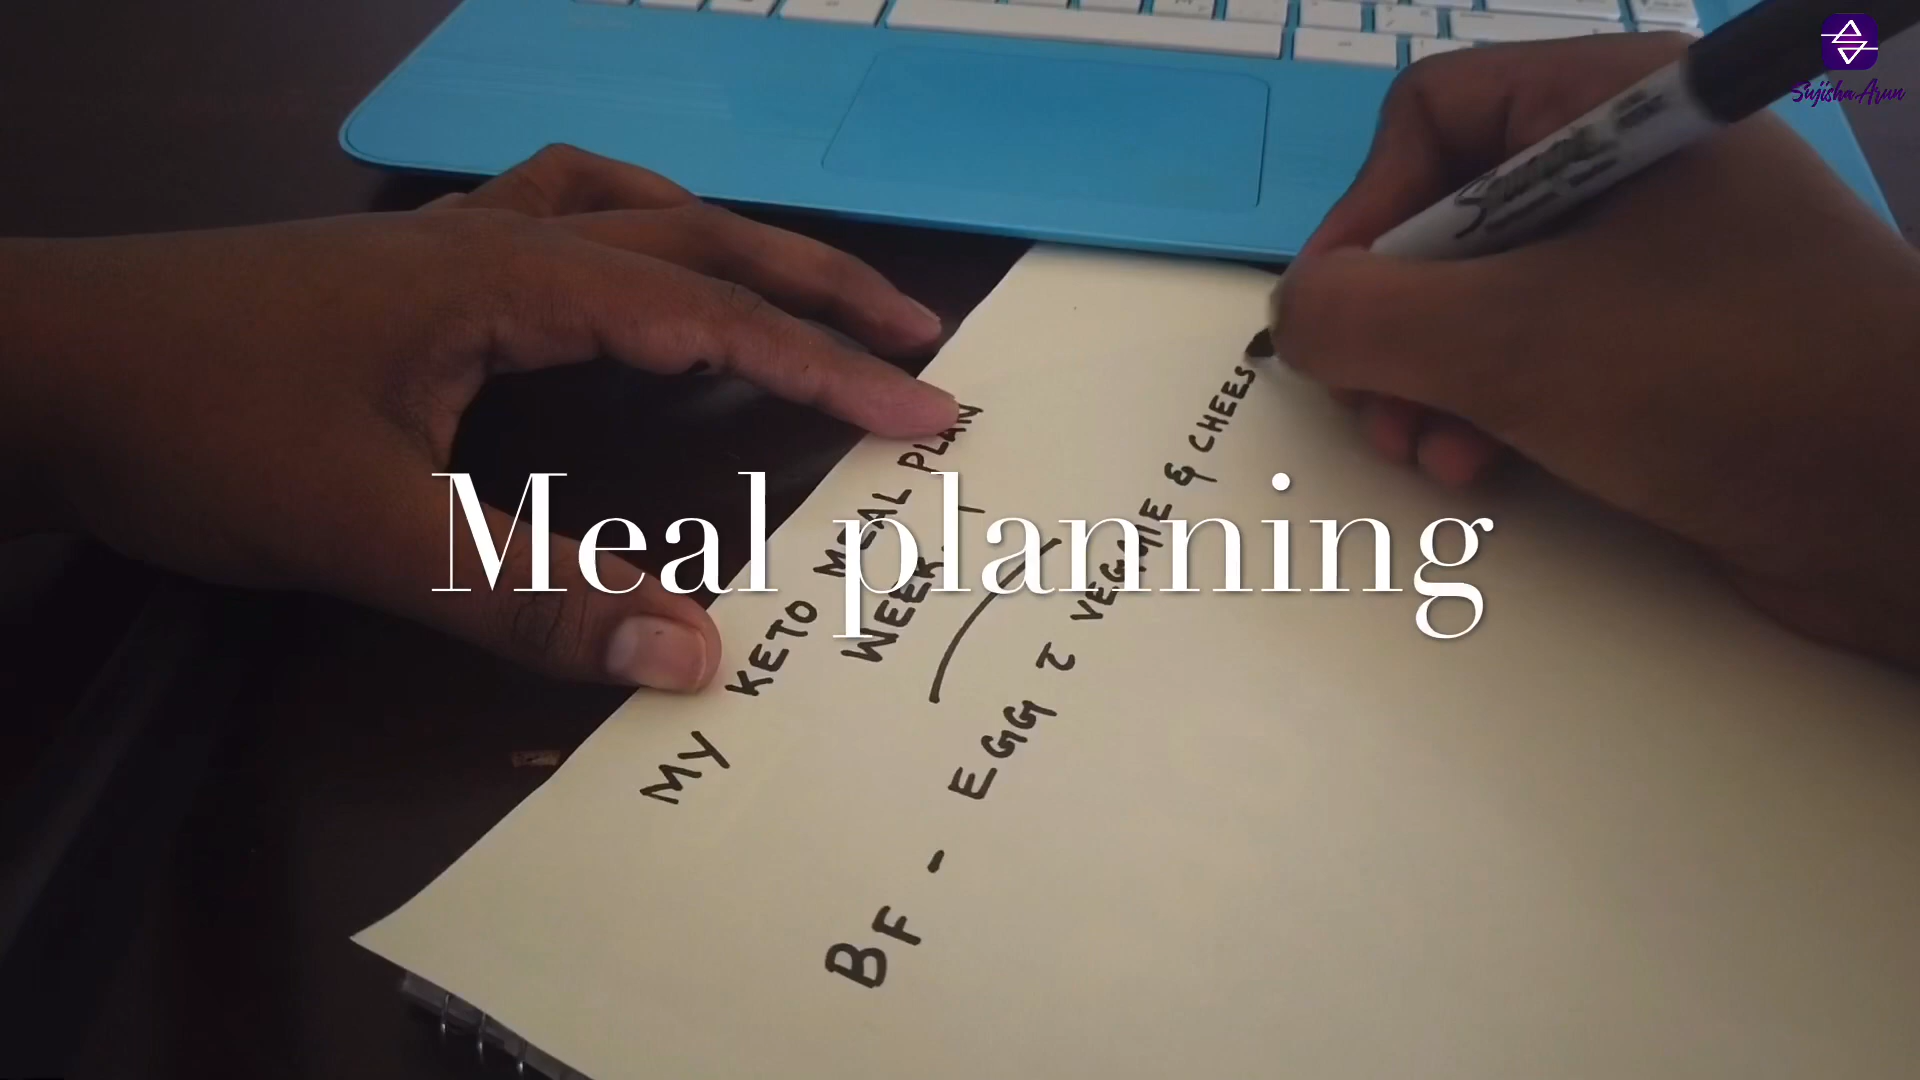 Sujisha Arun
MY KETO MEAL PLAN
WEEK - 1
Meal planning
BF - EGG & VEGGIE & CHEES